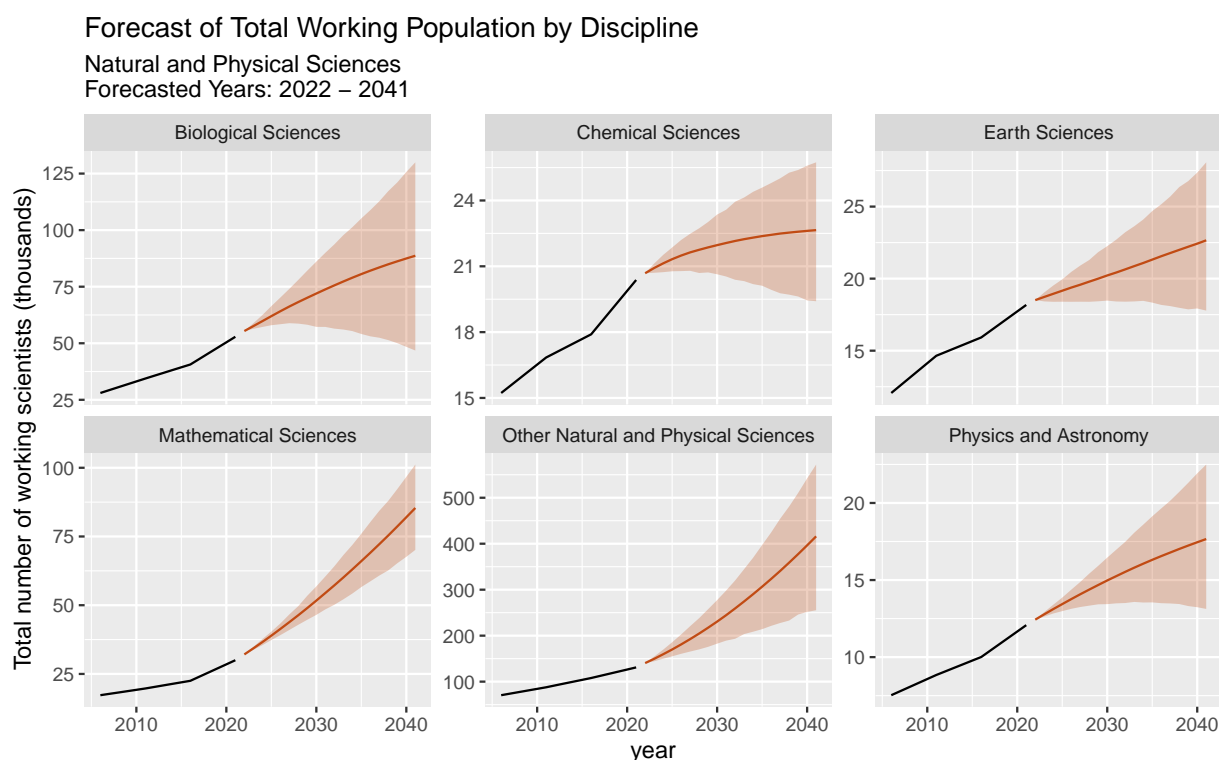 Forecast of Total Working Population by Discipline
Natural and Physical Sciences
Forecasted Years: 2022 – 2041
Total number of working scientists (thousands)
Biological Sciences
125
100
75
50
25
Chemical Sciences
24
21
18
15
Earth Sciences
25
20
15
Mathematical Sciences
100
75
50
25
2010 2020 2030 2040
Other Natural and Physical Sciences
500
400
300
200
100
2010 2020 2030 2040
Physics and Astronomy
20
15
10
2010 2020 2030 2040
year